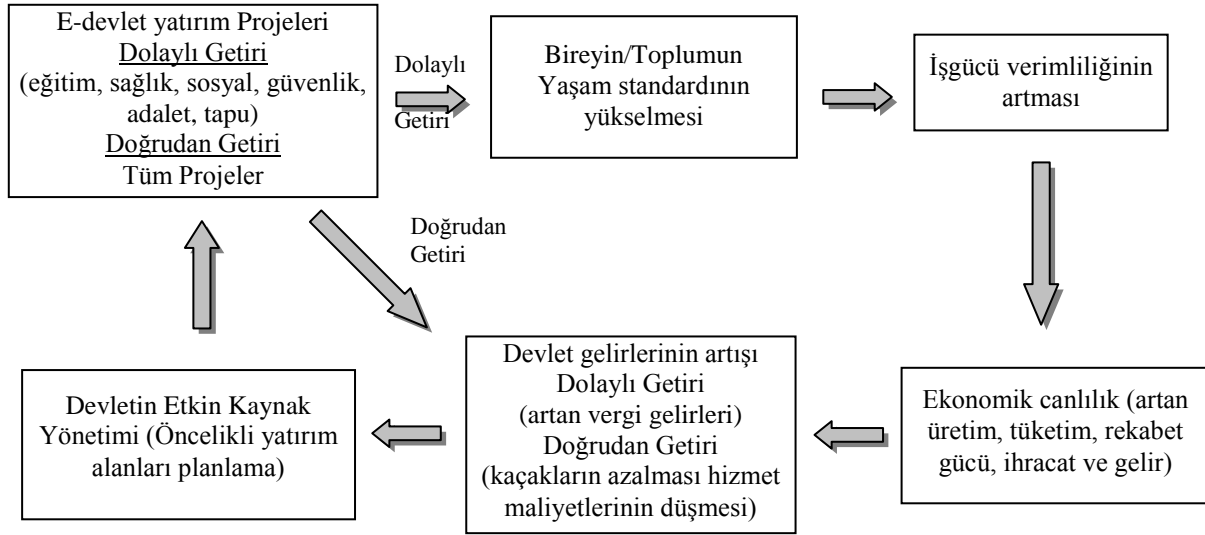 E-devlet yatırım Projeleri
Dolaylı Getiri
(eğitim, sağlık, sosyal, güvenlik,
adalet, tapu)
Doğrudan Getiri
Tüm Projeler
Dolaylı
Getiri
Bireyin/Toplumun
Yaşam standardının
yükselmesi
İşgücü verimliliğinin
artması
Doğrudan
Getiri
Devletin Etkin Kaynak
Yönetimi (Öncelikli yatırım
alanları planlama)
Devlet gelirlerinin artışı
Dolaylı Getiri
(artan vergi gelirleri)
Doğrudan Getiri
(kaçakların azalması hizmet
maliyetlerinin düşmesi)
Ekonomik canlılık (artan
üretim, tüketim, rekabet
gücü, ihracat ve gelir)